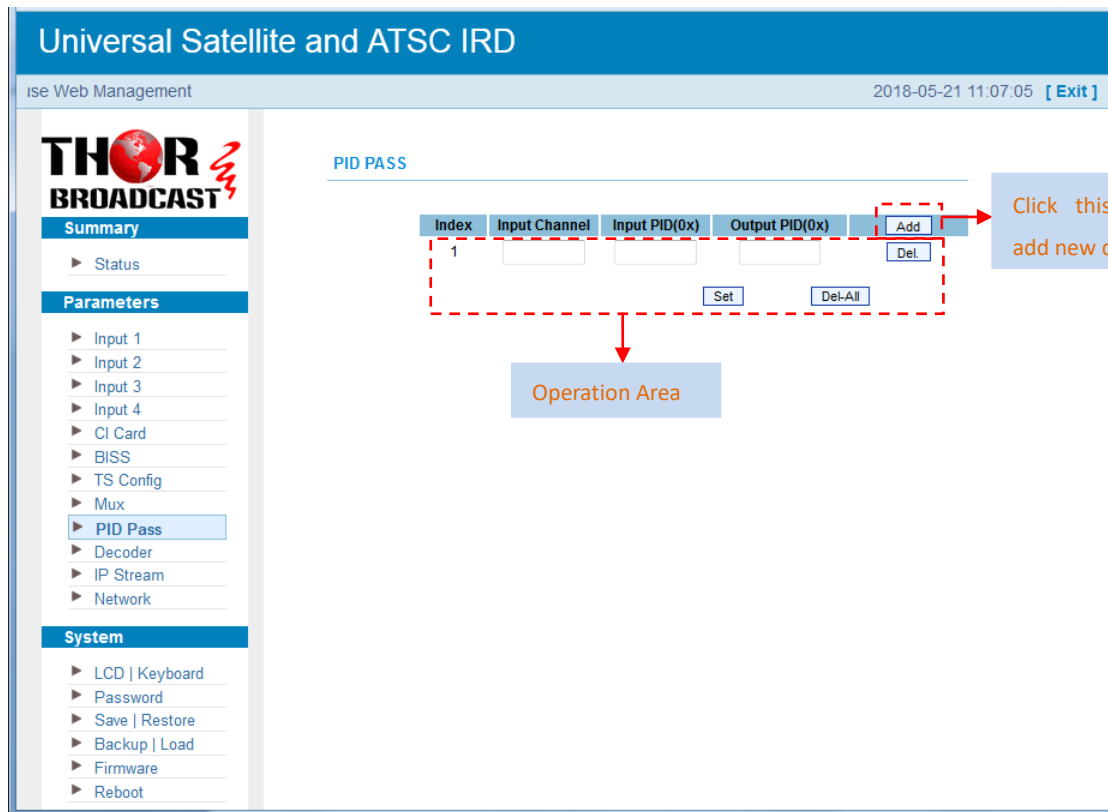 Universal Satellite and ATSC IRD
Web Management
2018-05-21 11:07:05 [ Exit ]
THOR
BROADCAST
Summary
Status
Parameters
Input 1
Input 2
Input 3
Input 4
CI Card
BISS
TS Config
Mux
PID Pass
Decoder
IP Stream
Network
System
LCD | Keyboard
Password
Save | Restore
Backup | Load
Firmware
Reboot
PID PASS
Index Input Channel Input PID(0x) Output PID(0x) Add
1 Del.
Set Del-All
Click this
add new
Operation Area